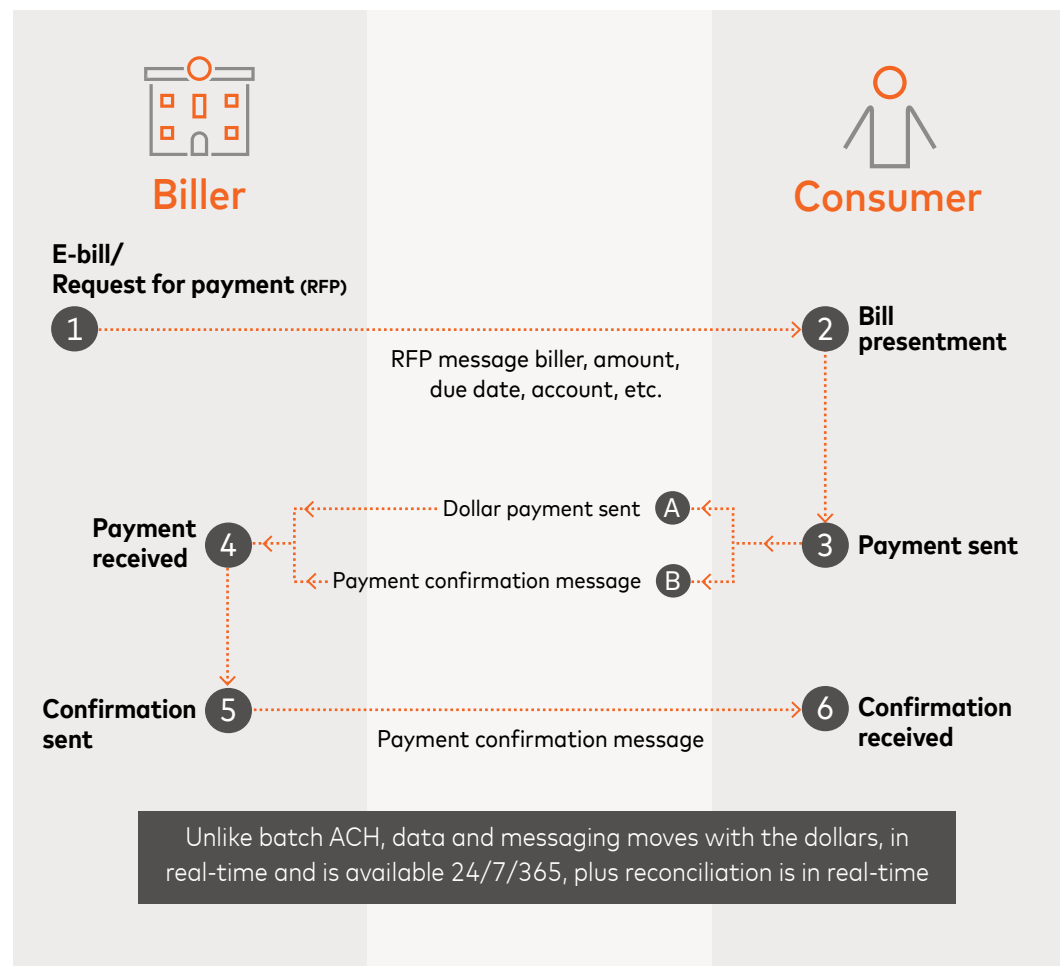 Biller
Consumer
E-bill/
Request for payment (RFP)
1
2
Bill
presentment
RFP message biller, amount,
due date, account, etc.
Dollar payment sent A
Payment
received
4
3
Payment sent
Payment confirmation message B
Confirmation
sent
5
6
Confirmation
received
Payment confirmation message
Unlike batch ACH, data and messaging moves with the dollars, in
real-time and is available 24/7/365, plus reconciliation is in real-time